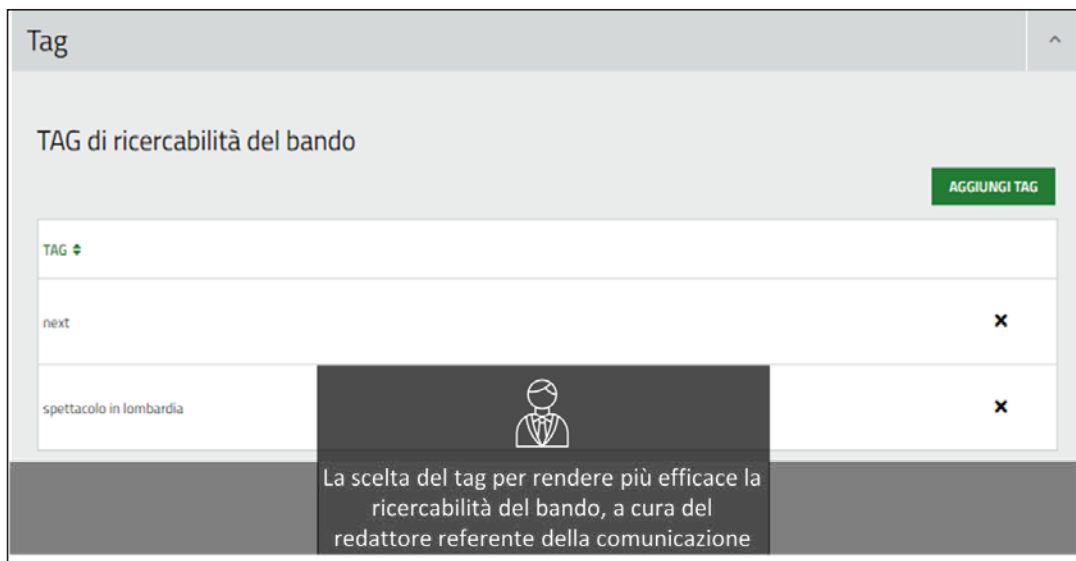 Tag
TAG di ricercabilità del bando
AGGIUNGI TAG
TAG
next
spettacolo in lombardia
La scelta del tag per rendere più efficace la
ricercabilità del bando, a cura del
redattore referente della comunicazione